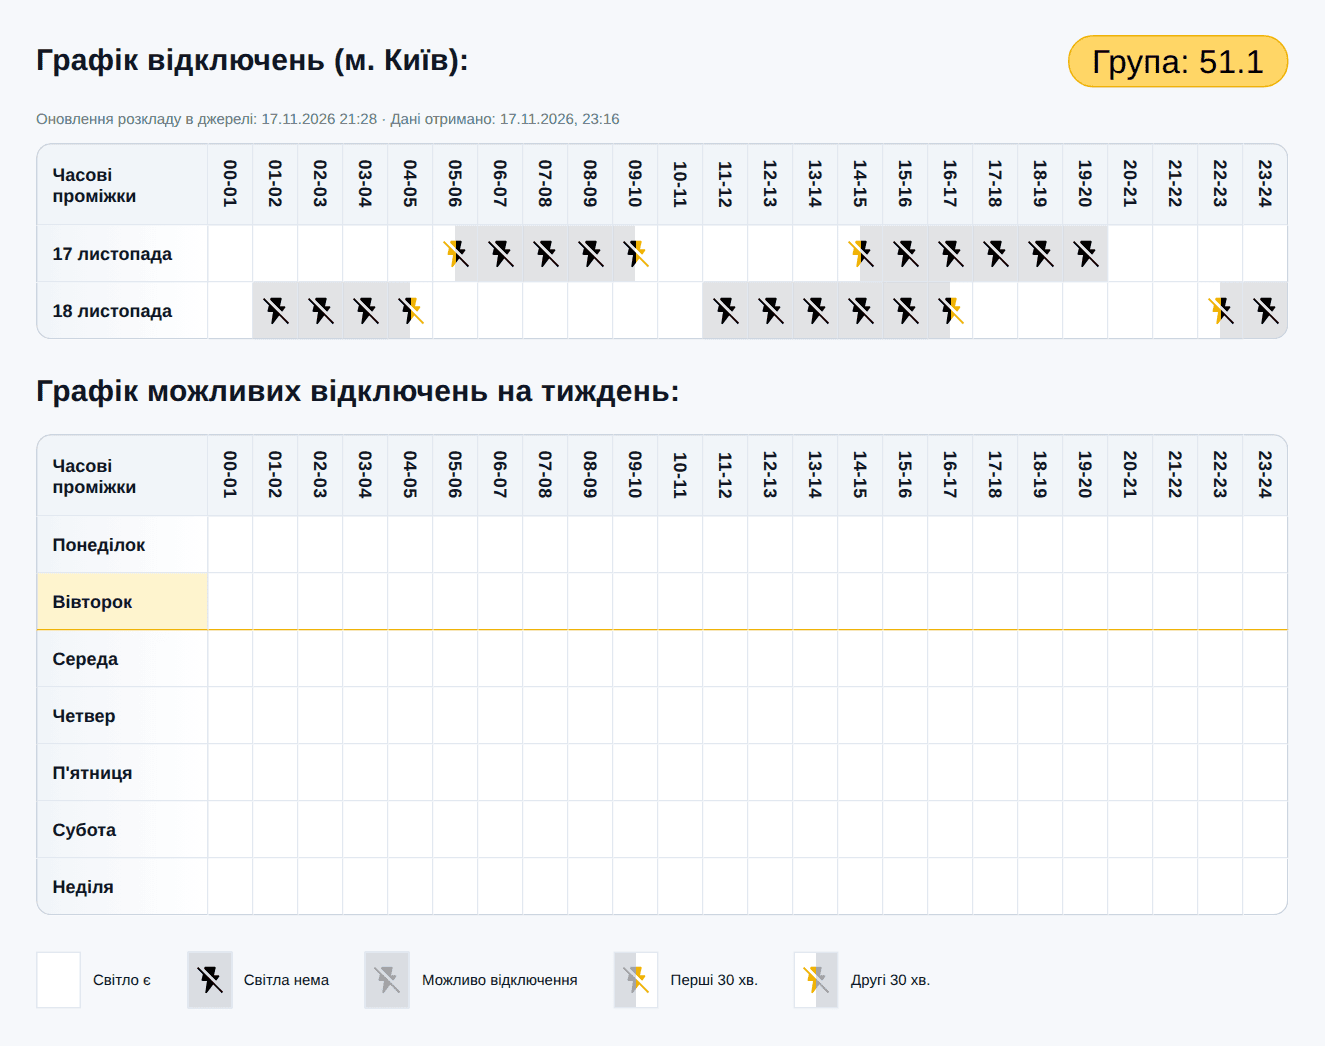 Графік відключень (м. Київ):
Група: 51.1
Оновлення розкладу в джерелі: 17.11.2026 21:28 · Дані отримано: 17.11.2026, 23:16
Часові проміжки 00-01 01-02 02-03 03-04 04-05 05-06 06-07 07-08 08-09 09-10 10-11 11-12 12-13 13-14 14-15 15-16 16-17 17-18 18-19 19-20 20-21 21-22 22-23 23-24
17 листопада
18 листопада
Графік можливих відключень на тиждень:
Часові проміжки 00-01 01-02 02-03 03-04 04-05 05-06 06-07 07-08 08-09 09-10 10-11 11-12 12-13 13-14 14-15 15-16 16-17 17-18 18-19 19-20 20-21 21-22 22-23 23-24
Понеділок
Вівторок
Середа
Четвер
П'ятниця
Субота
Неділя
Світло є Світла нема Можливо відключення Перші 30 хв. Другі 30 хв.